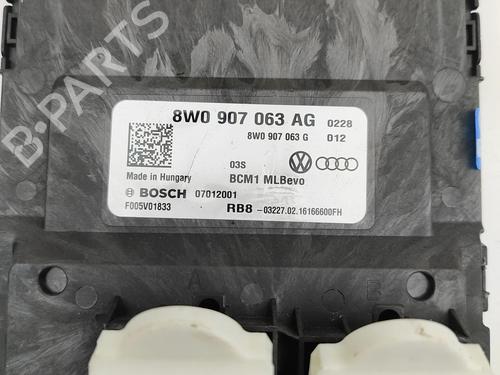 8W0 907 063 AG 0228
8W0 907 063 G 012
03S
Made in Hungary BCM1 MLBevo
BOSCH 07012001
F005V01833 RB8 -03227.02.16166600FH
A B
B-PARTS